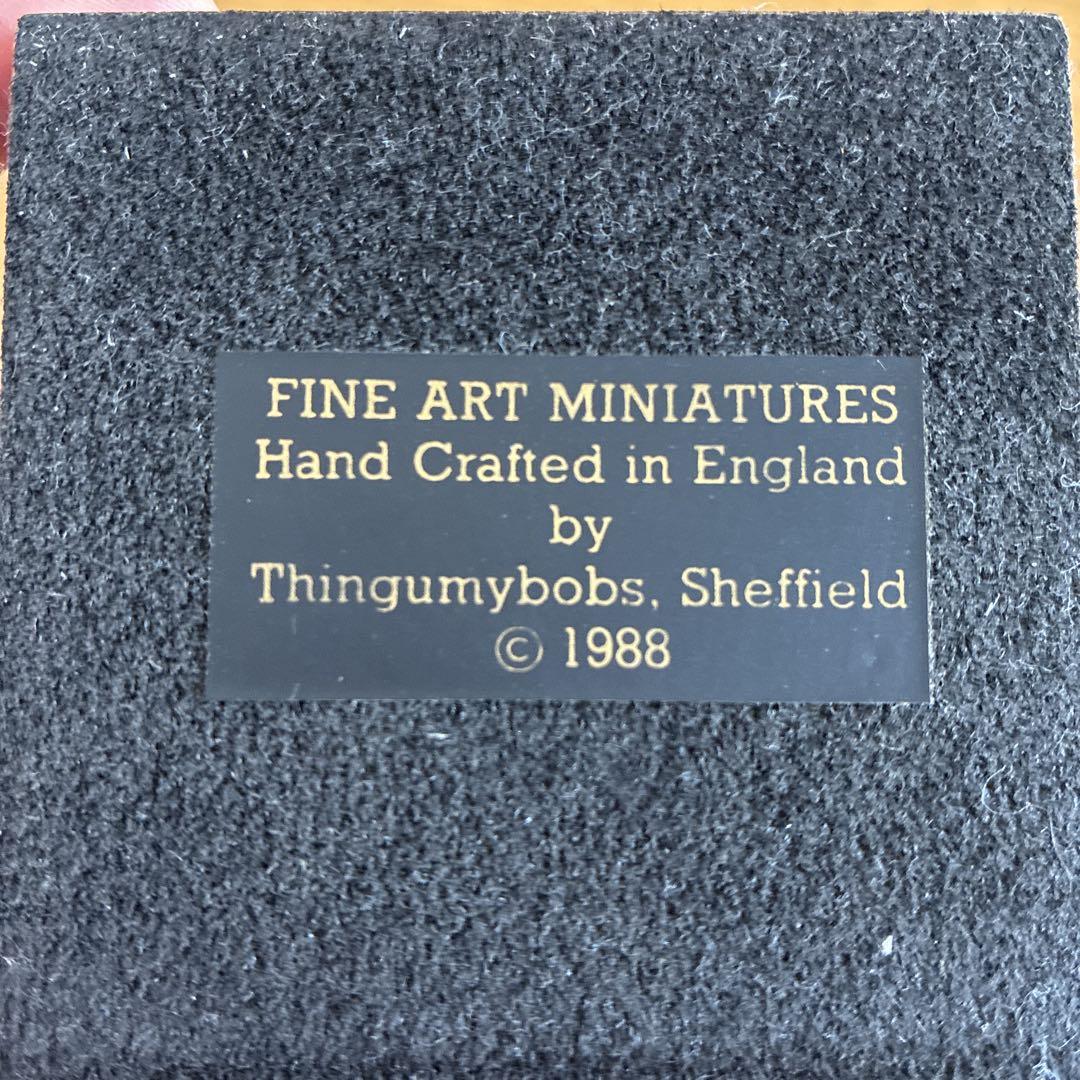 FINE ART MINIATURES
Hand Crafted in England
by
Thingumybobs, Sheffield
© 1988